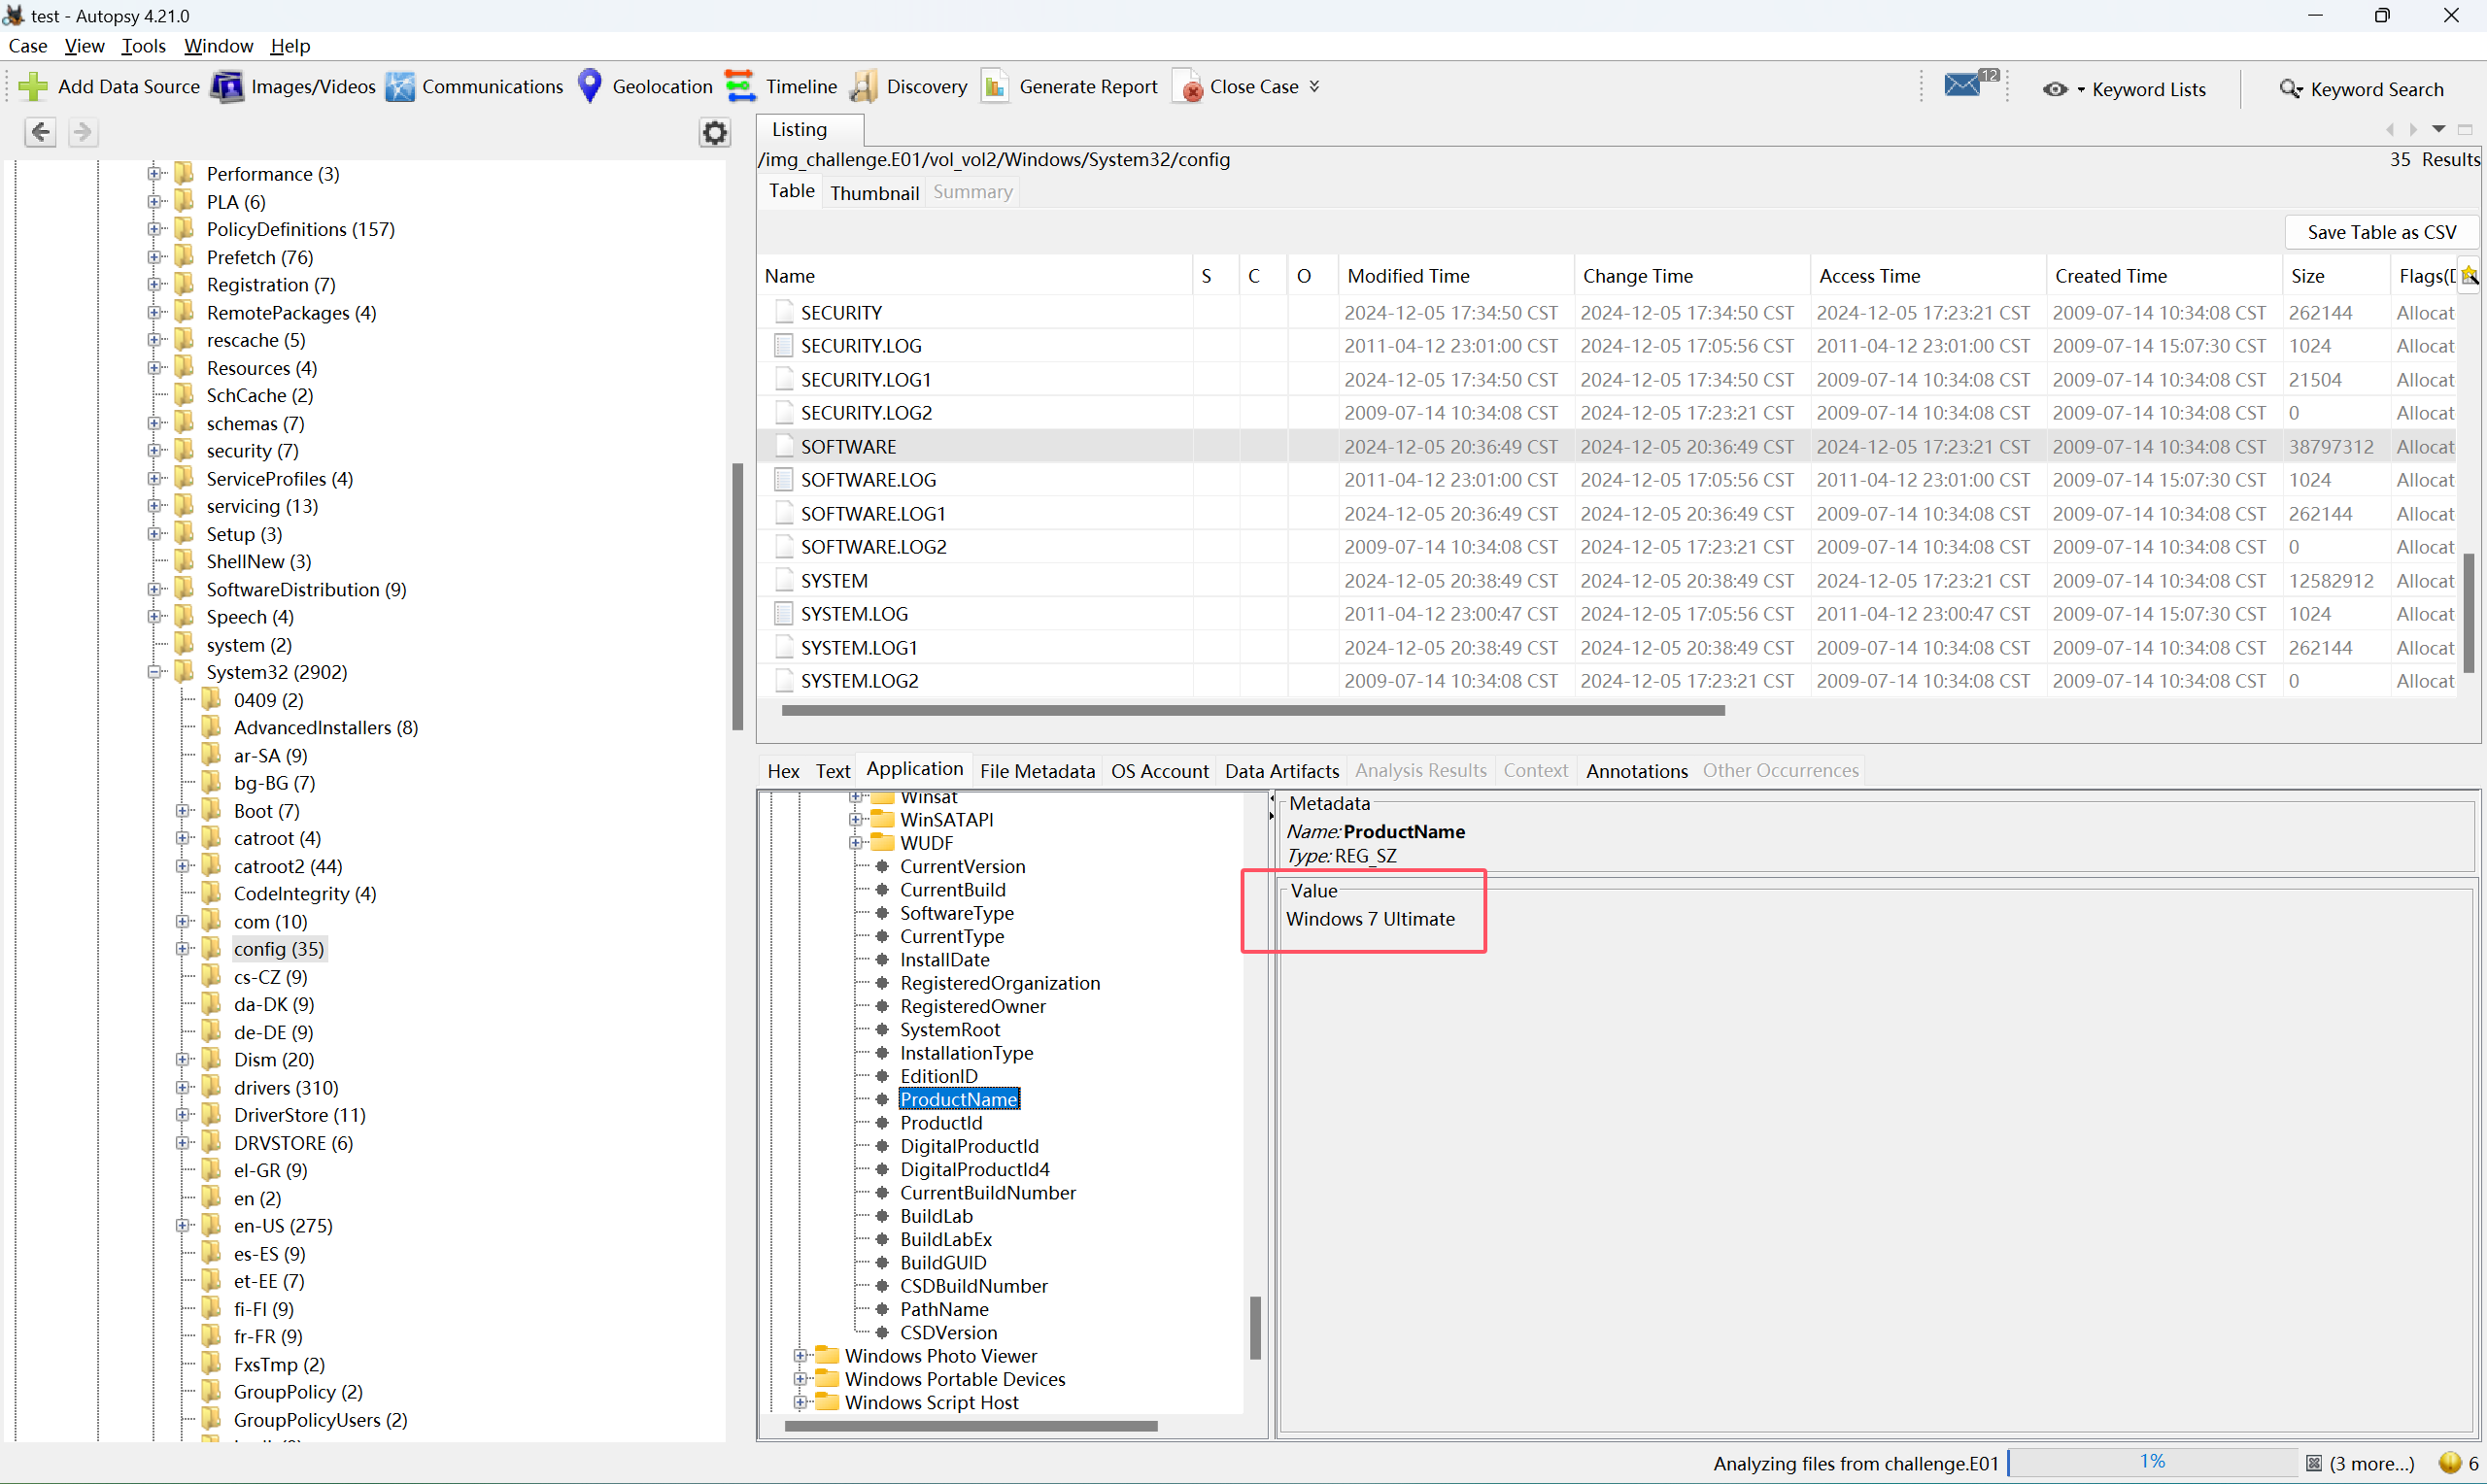 test - Autopsy 4.21.0
Case View Tools Window Help
Add Data Source Images/Videos Communications Geolocation Timeline Discovery Generate Report Close Case 12 Keyword Lists Keyword Search
Performance (3)
PLA (6)
PolicyDefinitions (157)
Prefetch (76)
Registration (7)
RemotePackages (4)
rescache (5)
Resources (4)
SchCache (2)
schemas (7)
security (7)
ServiceProfiles (4)
servicing (13)
Setup (3)
ShellNew (3)
SoftwareDistribution (9)
Speech (4)
system (2)
System32 (2902)
0409 (2)
AdvancedInstallers (8)
ar-SA (9)
bg-BG (7)
Boot (7)
catroot (4)
catroot2 (44)
CodeIntegrity (4)
com (10)
config (35)
cs-CZ (9)
da-DK (9)
de-DE (9)
Dism (20)
drivers (310)
DriverStore (11)
DRVSTORE (6)
el-GR (9)
en (2)
en-US (275)
es-ES (9)
et-EE (7)
fi-FI (9)
fr-FR (9)
FxsTmp (2)
GroupPolicy (2)
GroupPolicyUsers (2)
Listing
/img_challenge.E01/vol_vol2/Windows/System32/config 35 Results
Table Thumbnail Summary
Save Table as CSV
Name S C O Modified Time Change Time Access Time Created Time Size Flags(
SECURITY 2024-12-05 17:34:50 CST 2024-12-05 17:34:50 CST 2024-12-05 17:23:21 CST 2009-07-14 10:34:08 CST 262144 Allocat
SECURITY.LOG 2011-04-12 23:01:00 CST 2024-12-05 17:05:56 CST 2011-04-12 23:01:00 CST 2009-07-14 15:07:30 CST 1024 Allocat
SECURITY.LOG1 2024-12-05 17:34:50 CST 2024-12-05 17:34:50 CST 2009-07-14 10:34:08 CST 2009-07-14 10:34:08 CST 21504 Allocat
SECURITY.LOG2 2009-07-14 10:34:08 CST 2024-12-05 17:23:21 CST 2009-07-14 10:34:08 CST 2009-07-14 10:34:08 CST 0 Allocat
SOFTWARE 2024-12-05 20:36:49 CST 2024-12-05 20:36:49 CST 2024-12-05 17:23:21 CST 2009-07-14 10:34:08 CST 38797312 Allocat
SOFTWARE.LOG 2011-04-12 23:01:00 CST 2024-12-05 17:05:56 CST 2011-04-12 23:01:00 CST 2009-07-14 15:07:30 CST 1024 Allocat
SOFTWARE.LOG1 2024-12-05 20:36:49 CST 2024-12-05 20:36:49 CST 2009-07-14 10:34:08 CST 2009-07-14 10:34:08 CST 262144 Allocat
SOFTWARE.LOG2 2009-07-14 10:34:08 CST 2024-12-05 17:23:21 CST 2009-07-14 10:34:08 CST 2009-07-14 10:34:08 CST 0 Allocat
SYSTEM 2024-12-05 20:38:49 CST 2024-12-05 20:38:49 CST 2024-12-05 17:23:21 CST 2009-07-14 10:34:08 CST 12582912 Allocat
SYSTEM.LOG 2011-04-12 23:00:47 CST 2024-12-05 17:05:56 CST 2011-04-12 23:00:47 CST 2009-07-14 15:07:30 CST 1024 Allocat
SYSTEM.LOG1 2024-12-05 20:38:49 CST 2024-12-05 20:38:49 CST 2009-07-14 10:34:08 CST 2009-07-14 10:34:08 CST 262144 Allocat
SYSTEM.LOG2 2009-07-14 10:34:08 CST 2024-12-05 17:23:21 CST 2009-07-14 10:34:08 CST 2009-07-14 10:34:08 CST 0 Allocat
Hex Text Application File Metadata OS Account Data Artifacts Analysis Results Context Annotations Other Occurrences
Winsat
WinSATAPI
WUDF
CurrentVersion
CurrentBuild
SoftwareType
CurrentType
InstallDate
RegisteredOrganization
RegisteredOwner
SystemRoot
InstallationType
EditionID
ProductName
ProductId
DigitalProductId
DigitalProductId4
CurrentBuildNumber
BuildLab
BuildLabEx
BuildGUID
CSDBuildNumber
PathName
CSDVersion
Windows Photo Viewer
Windows Portable Devices
Windows Script Host
Metadata
Name: ProductName
Type: REG_SZ
Value
Windows 7 Ultimate
Analyzing files from challenge.E01 1% (3 more...) 6